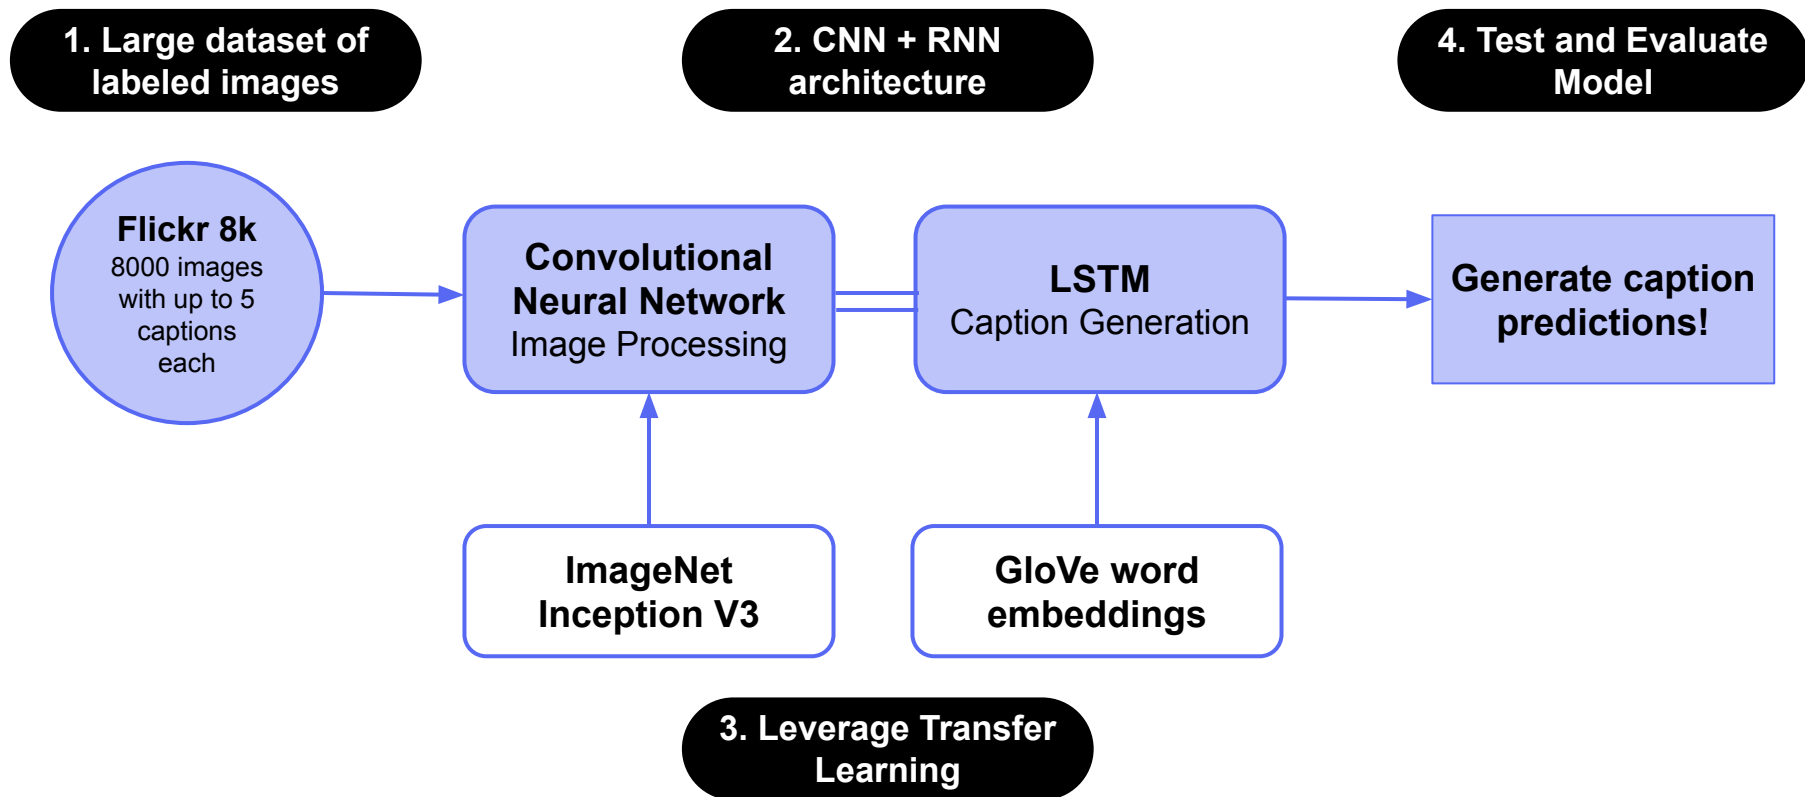 1. Large dataset of
labeled images
2. CNN + RNN
architecture
4. Test and Evaluate
Model
Flickr 8k
8000 images
with up to 5
captions
each
Convolutional
Neural Network
Image Processing
LSTM
Caption Generation
Generate caption
predictions!
ImageNet
Inception V3
GloVe word
embeddings
3. Leverage Transfer
Learning